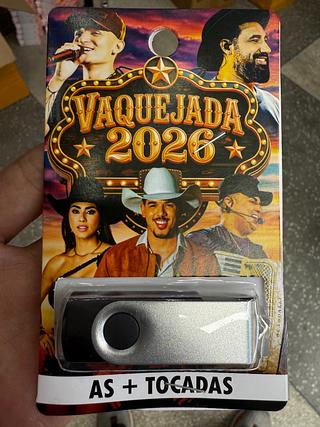 VAQUEJADA
2026
AS + TOCADAS